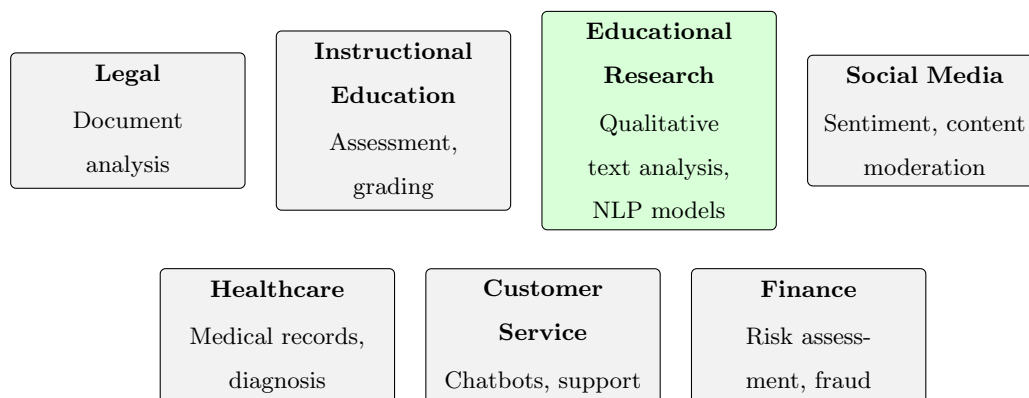 Legal
Document
analysis
Instructional
Education
Assessment,
grading
Educational
Research
Qualitative
text analysis,
NLP models
Social Media
Sentiment, content
moderation
Healthcare
Medical records,
diagnosis
Customer
Service
Chatbots, support
Finance
Risk assess-
ment, fraud